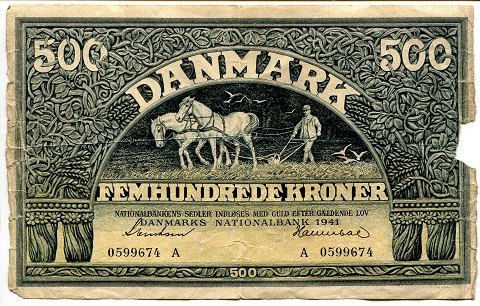 500 500
DANMARK
FEMHUNDREDE KRONER
NATIONALBANKENS SEDLER INDLØSES MED GULD EFTER GÆLDENDE LOV
DANMARKS NATIONALBANK 1941
0599674 A A 0599674
500